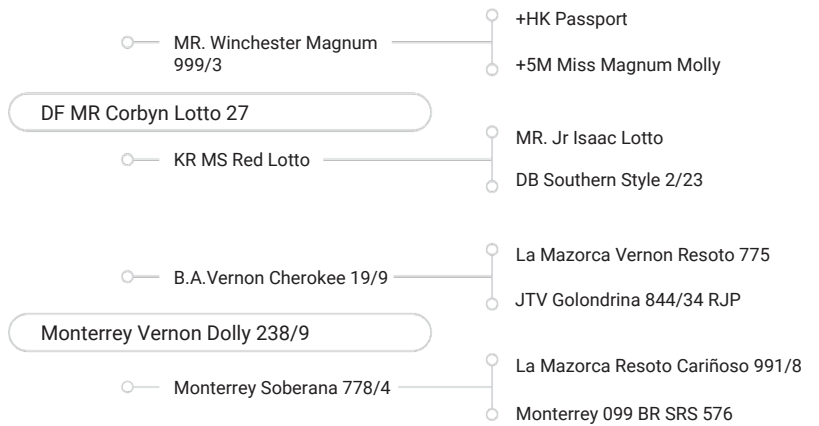 +HK Passport
MR. Winchester Magnum
999/3
+5M Miss Magnum Molly
DF MR Corbyn Lotto 27
MR. Jr Isaac Lotto
KR MS Red Lotto
DB Southern Style 2/23
La Mazorca Vernon Resoto 775
B.A.Vernon Cherokee 19/9
JTV Golondrina 844/34 RJP
Monterrey Vernon Dolly 238/9
La Mazorca Resoto Cariñoso 991/8
Monterrey Soberana 778/4
Monterrey 099 BR SRS 576